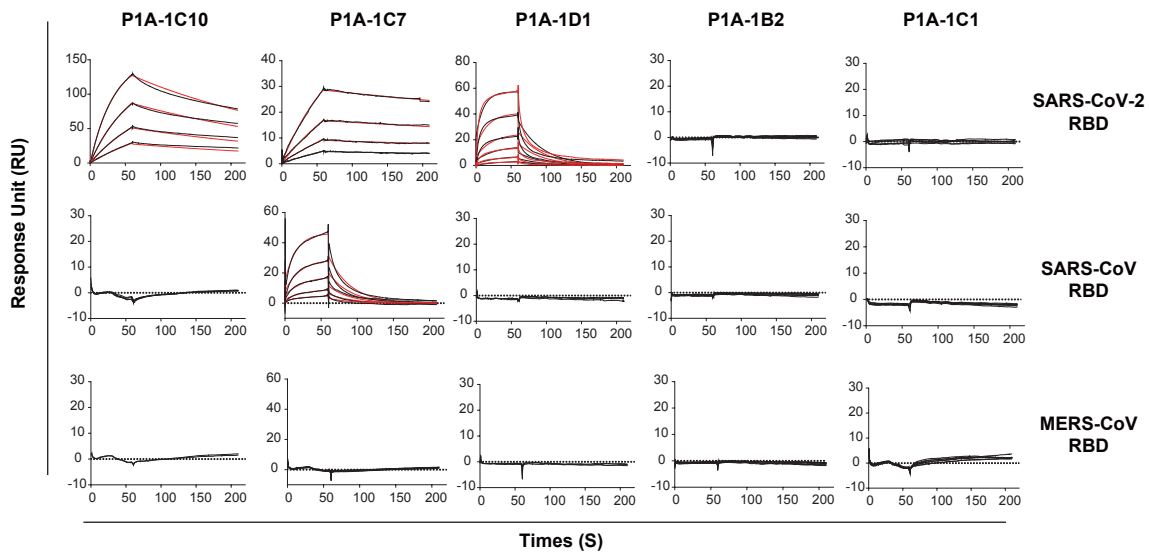 P1A-1C10 P1A-1C7 P1A-1D1 P1A-1B2 P1A-1C1
Response Unit (RU)
150 100 50 0
0 50 100 150 200
40 30 20 10 0
0 50 100 150 200
80 60 40 20 0
0 50 100 150 200
30 20 10 0 -10
0 50 100 150 200
30 20 10 0 -10
0 50 100 150 200
SARS-CoV-2
RBD
30 20 10 0 -10
0 50 100 150 200
60 40 20 0
0 50 100 150 200
30 20 10 0 -10
0 50 100 150 200
30 20 10 0 -10
0 50 100 150 200
30 20 10 0 -10
0 50 100 150 200
SARS-CoV
RBD
30 20 10 0 -10
0 50 100 150 200
60 40 20 0 -10
0 50 100 150 200
30 20 10 0 -10
0 50 100 150 200
30 20 10 0 -10
0 50 100 150 200
30 20 10 0 -10
0 50 100 150 200
MERS-CoV
RBD
Times (S)